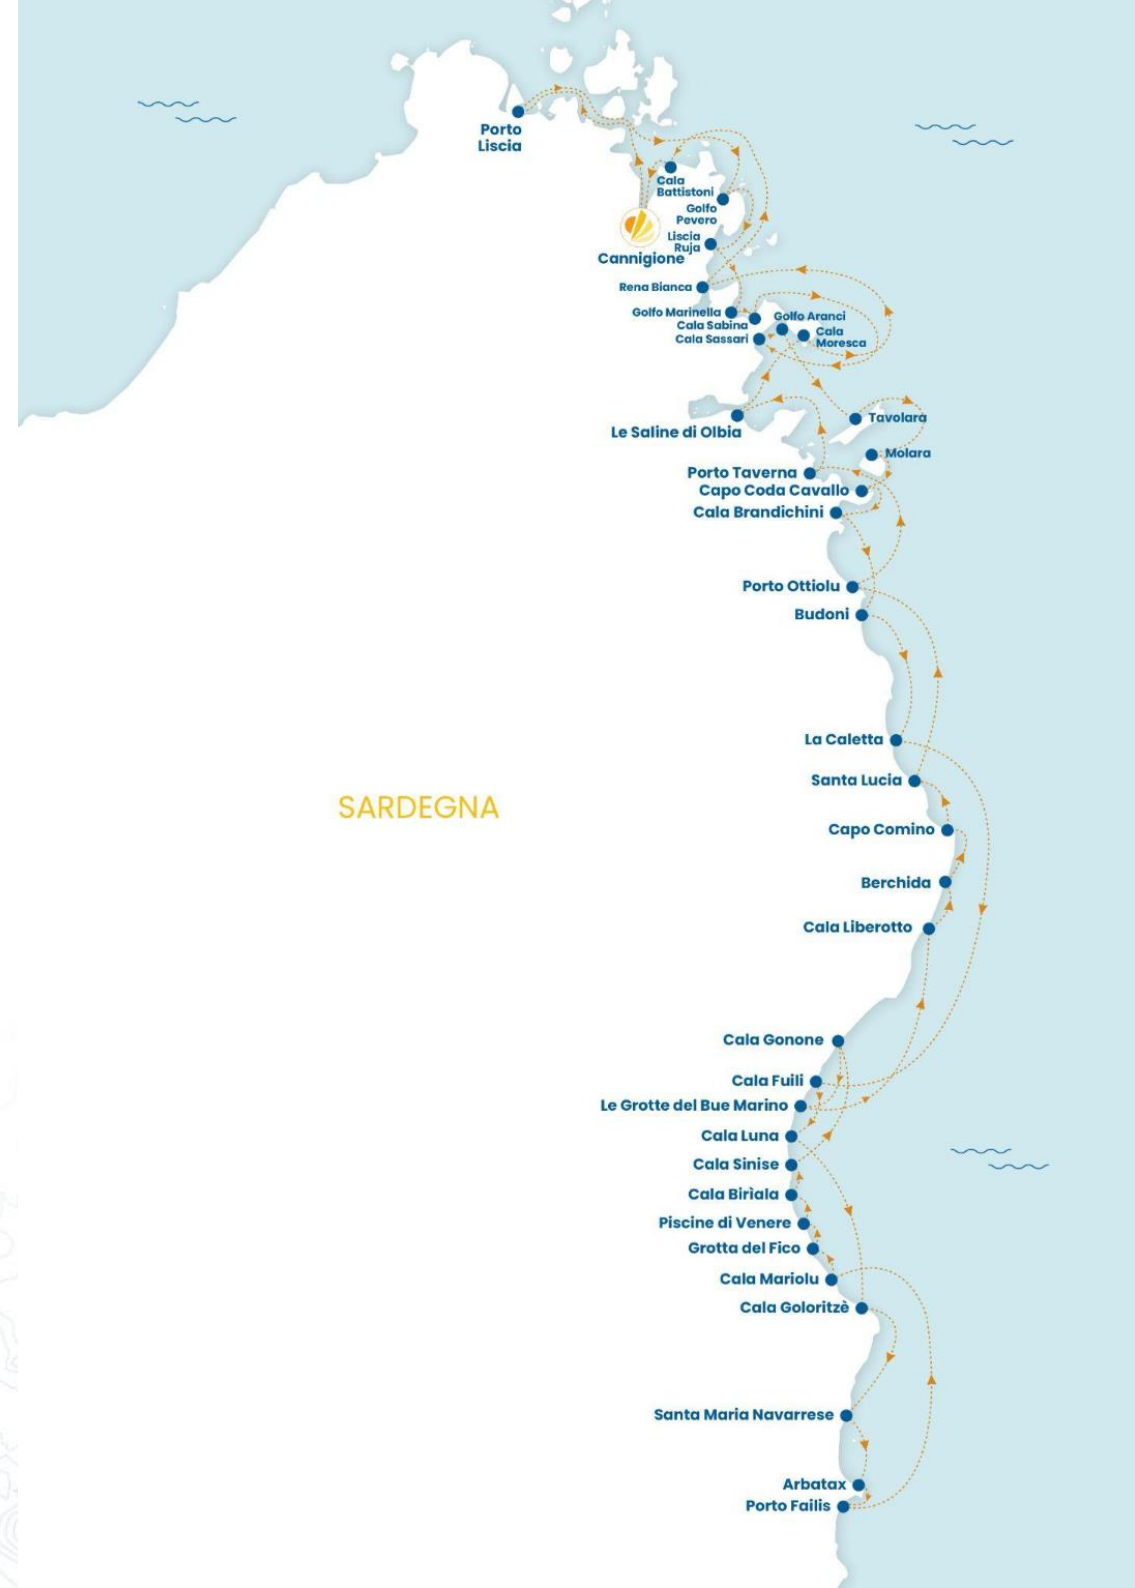 Porto
Liscia
Cala
Battistoni
Golfo
Pevero
Liscia
Ruja
Cannigione
Rena Bianca
Golfo Marinella
Cala Sabina
Golfo Aranci
Cala Sassari
Cala
Moresca
Tavolara
Le Saline di Olbia
Molara
Porto Taverna
Capo Coda Cavallo
Cala Brandichini
Porto Ottiolu
Budoni
La Caletta
Santa Lucia
SARDEGNA
Capo Comino
Berchida
Cala Liberotto
Cala Gonone
Cala Fuili
Le Grotte del Bue Marino
Cala Luna
Cala Sinise
Cala Birìala
Piscine di Venere
Grotta del Fico
Cala Mariolu
Cala Goloritzè
Santa Maria Navarrese
Arbatax
Porto Failis